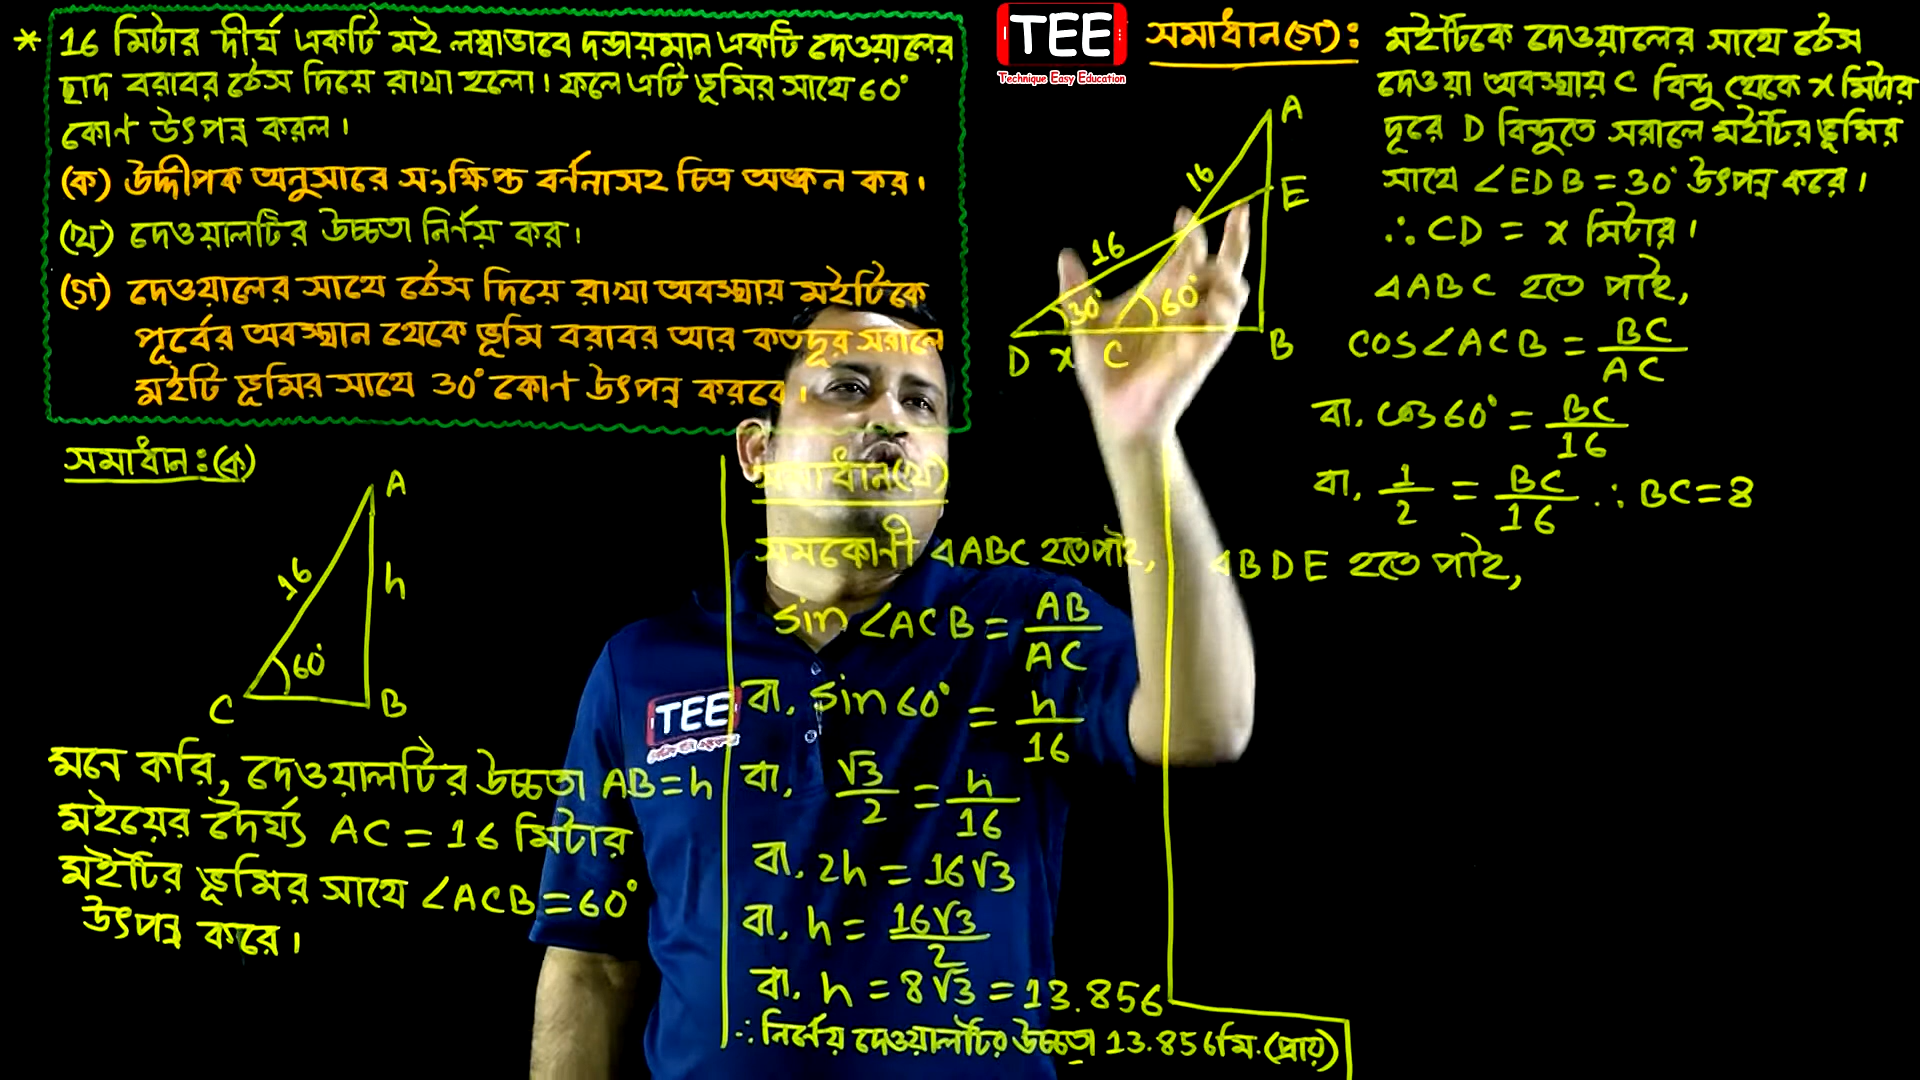 * 16 মিটার দীর্ঘ একটি মই লম্বাভাবে দন্ডায়মান একটি দেওয়ালের
ছাদ বরাবর ঠেস দিয়ে রাখা হলো। ফলে এটি ভূমির সাথে 60°
কোণ উৎপন্ন করল।
(ক) উদ্দীপক অনুসারে সংক্ষিপ্ত বর্ণনাসহ চিত্র অঙ্কন কর।
(খ) দেওয়ালটির উচ্চতা নির্ণয় কর।
(গ) দেওয়ালের সাথে ঠেস দিয়ে রাখা অবস্থায় মইটিকে
পূর্বের অবস্থান থেকে ভূমি বরাবর আর কতদূর সরালে
মইটি ভূমির সাথে 30° কোণ উৎপন্ন করবে।
সমাধান:(ক)
A
16
h
60°
C
B
মনে করি, দেওয়ালটির উচ্চতা AB=h
মইয়ের দৈর্ঘ্য AC = 16 মিটার
মইটির ভূমির সাথে ∠ACB=60°
উৎপন্ন করে।
সমাধান(খ)
সমকোণী ΔABC হতে পাই,
sin ∠ACB = AB/AC
বা, sin 60° = h/16
বা, √3/2 = h/16
বা, 2h = 16√3
বা, h = 16√3/2
বা, h = 8√3 = 13.856
∴ নির্ণেয় দেওয়ালটির উচ্চতা 13.856মি.(প্রায়)
TEE
Technique Easy Education
TEE
সমাধান(গ):
A
16
E
16
30°
60°
D
x
C
B
মইটিকে দেওয়ালের সাথে ঠেস
দেওয়া অবস্থায় C বিন্দু থেকে x মিটার
দূরে D বিন্দুতে সরালে মইটির ভূমির
সাথে ∠EDB = 30° উৎপন্ন করে।
∴ CD = x মিটার।
ΔABC হতে পাই,
cos∠ACB = BC/AC
বা, cos 60° = BC/16
বা, 1/2 = BC/16 ∴ BC=8
ΔBDE হতে পাই,